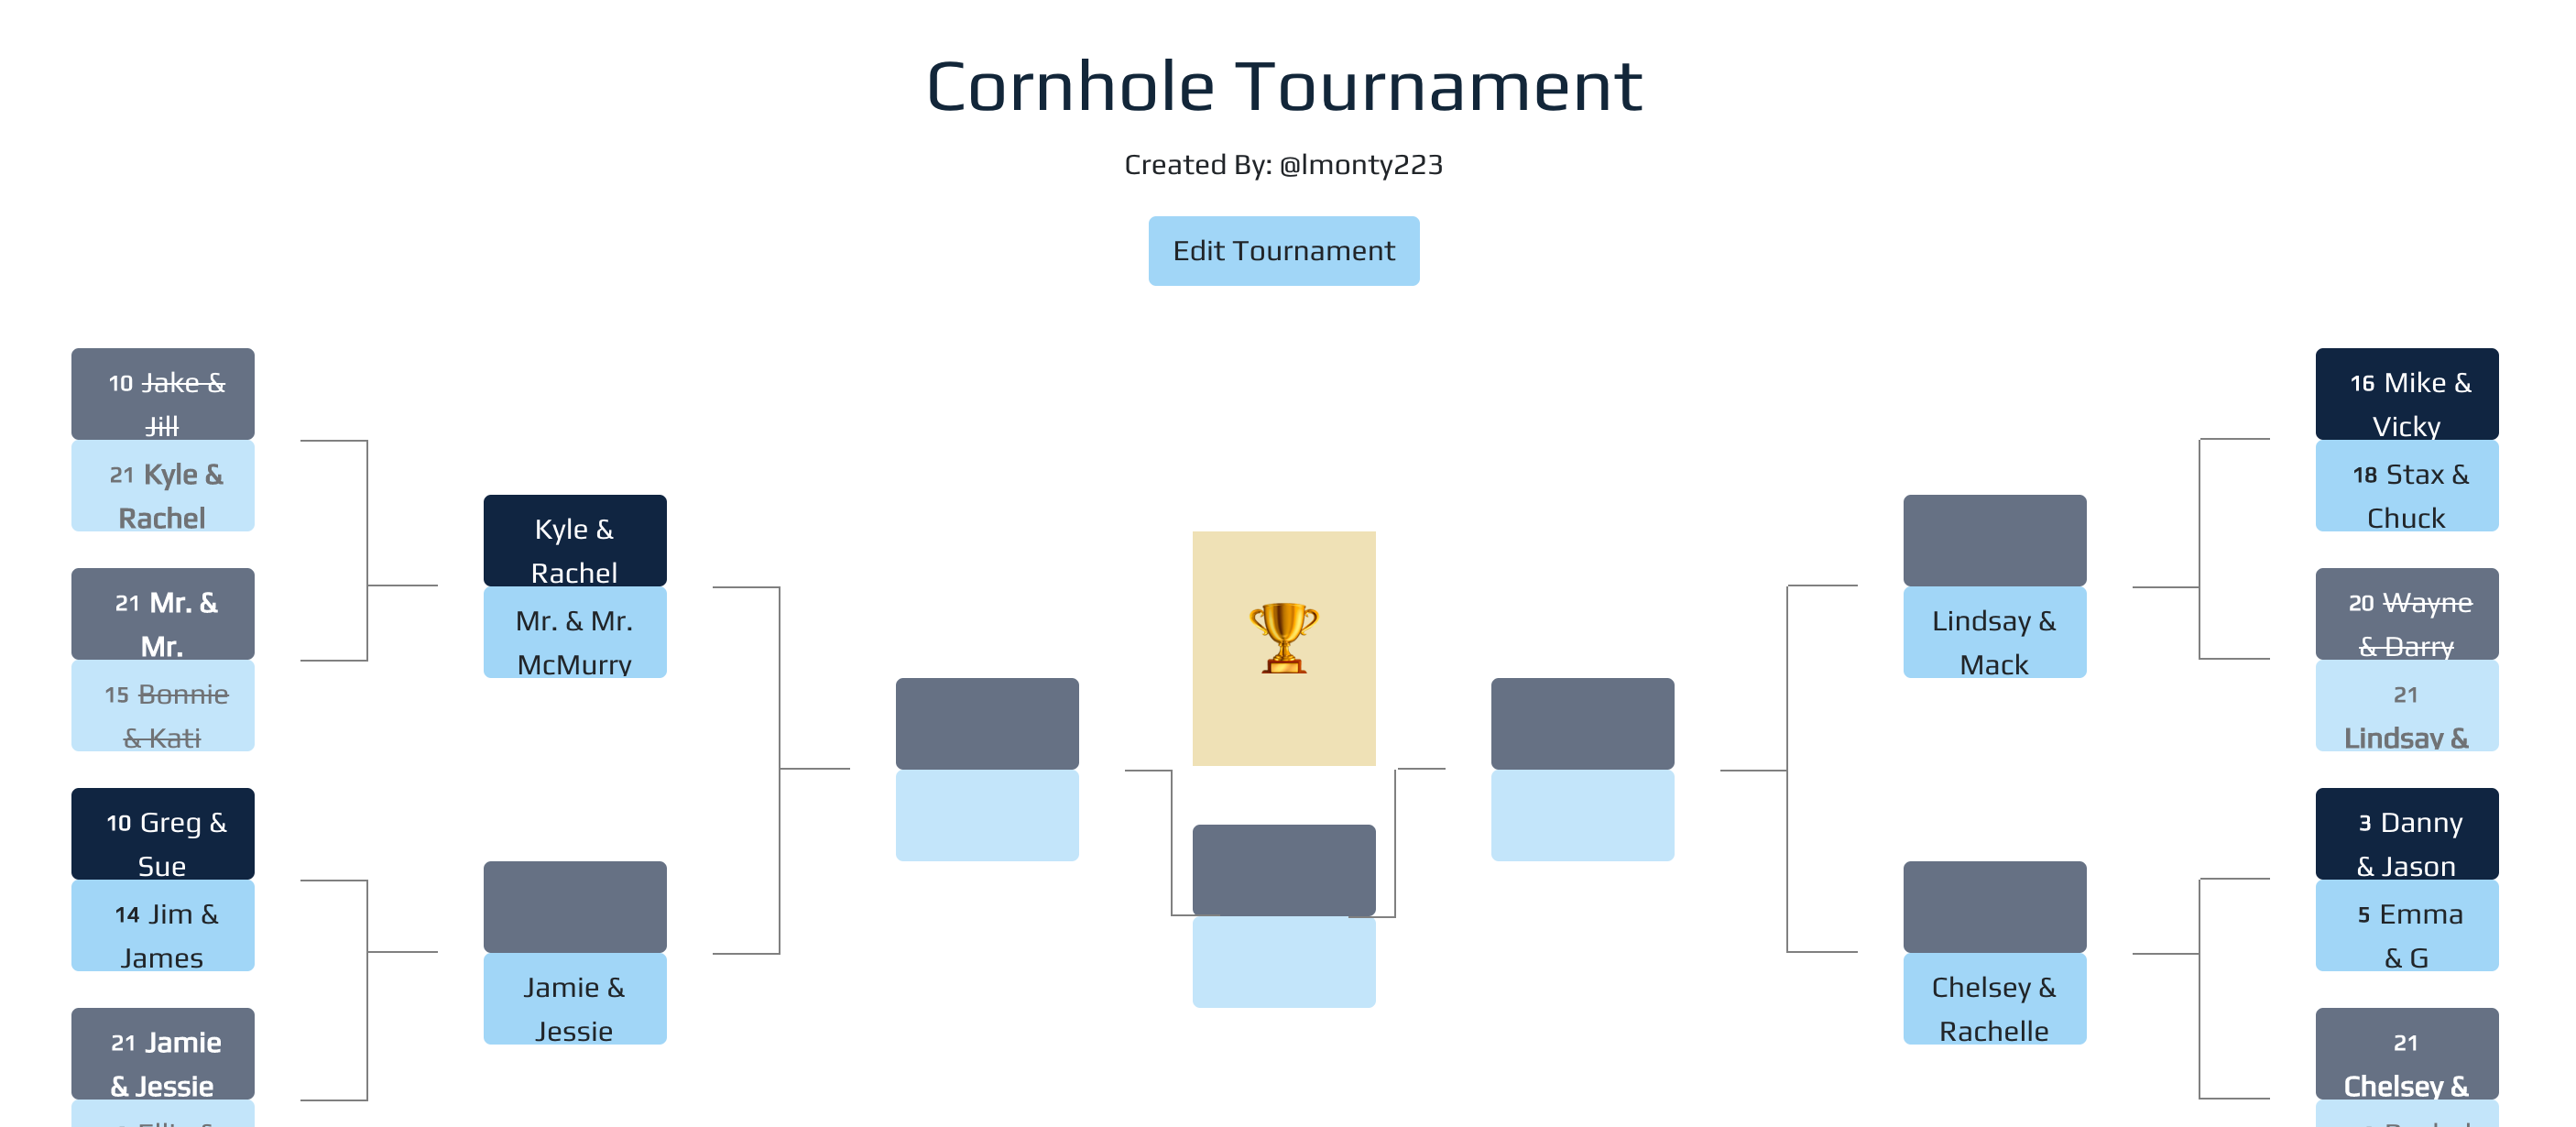 Cornhole Tournament
Created By: @lmonty223
Edit Tournament
10 Jake &
Jill
21 Kyle &
Rachel
21 Mr. &
Mr.
15 Bonnie
& Kati
10 Greg &
Sue
14 Jim &
James
21 Jamie
& Jessie
Kyle &
Rachel
Mr. & Mr.
McMurry
Jamie &
Jessie
Lindsay &
Mack
Chelsey &
Rachelle
16 Mike &
Vicky
18 Stax &
Chuck
20 Wayne
& Darry
21
Lindsay &
3 Danny
& Jason
5 Emma
& G
21
Chelsey &